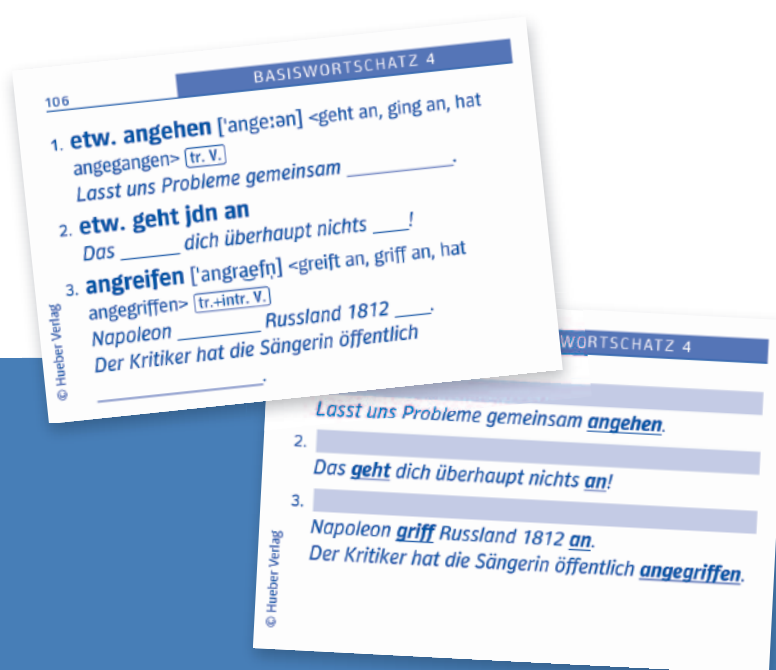 106
BASISWORTSCHATZ 4
1. etw. angehen ['ange:ən] <geht an, ging an, hat
angegangen> tr. V.
Lasst uns Probleme gemeinsam ____________.
2. etw. geht jdn an
Das ______ dich überhaupt nichts ____!
3. angreifen ['angraefn̩] <greift an, griff an, hat
angegriffen> tr.+intr. V.
Napoleon _________ Russland 1812 ____.
Der Kritiker hat die Sängerin öffentlich
__________________.
© Hueber Verlag
WORTSCHATZ 4
Lasst uns Probleme gemeinsam angehen.
2.
Das geht dich überhaupt nichts an!
3.
Napoleon griff Russland 1812 an.
Der Kritiker hat die Sängerin öffentlich angegriffen.
© Hueber Verlag